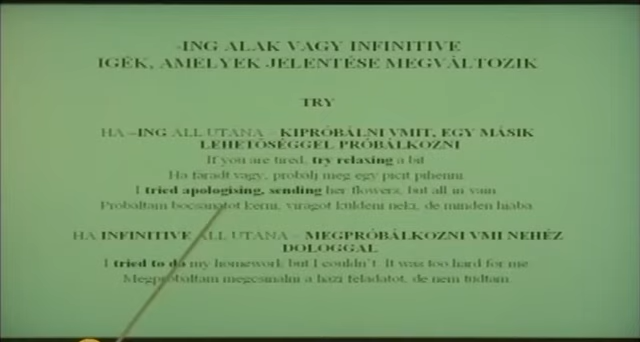 -ING ALAK VAGY INFINITIVE
IGÉK, AMELYEK JELENTÉSE MEGVÁLTOZIK
TRY
HA –ING ÁLL UTÁNA – KIPRÓBÁLNI VMIT, EGY MÁSIK
LEHETŐSÉGGEL PRÓBÁLKOZNI
If you are tired, try relaxing a bit.
Ha fáradt vagy, próbálj meg egy picit pihenni.
I tried apologising, sending her flowers, but all in vain.
Próbáltam bocsánatot kérni, virágot küldeni neki, de minden hiába.
HA INFINITIVE ÁLL UTÁNA – MEGPRÓBÁLKOZNI VMI NEHÉZ
DOLOGGAL
I tried to do my homework but I couldn't. It was too hard for me.
Megpróbáltam megcsinálni a házi feladatot, de nem tudtam.